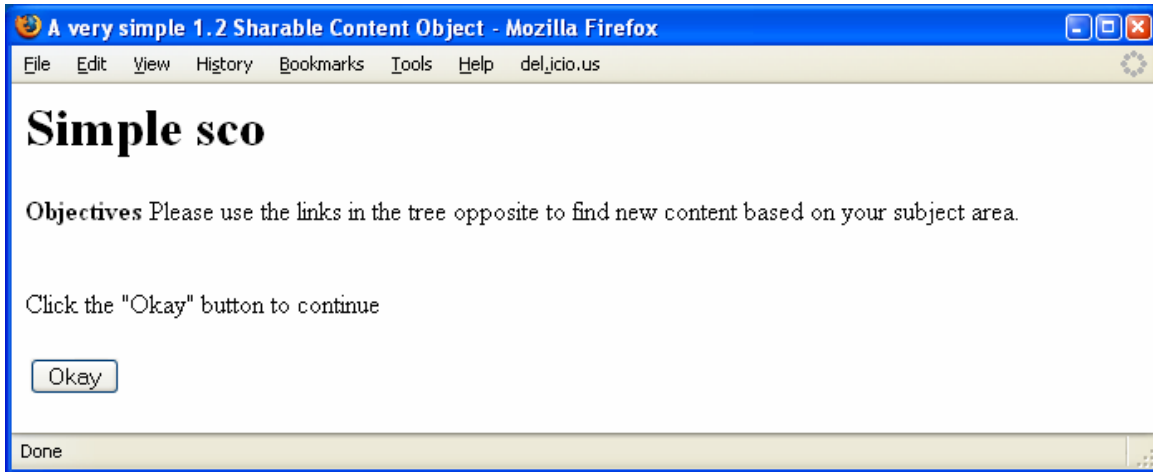 A very simple 1.2 Sharable Content Object - Mozilla Firefox
File Edit View History Bookmarks Tools Help del.icio.us
Simple sco
Objectives Please use the links in the tree opposite to find new content based on your subject area.
Click the "Okay" button to continue
Okay
Done